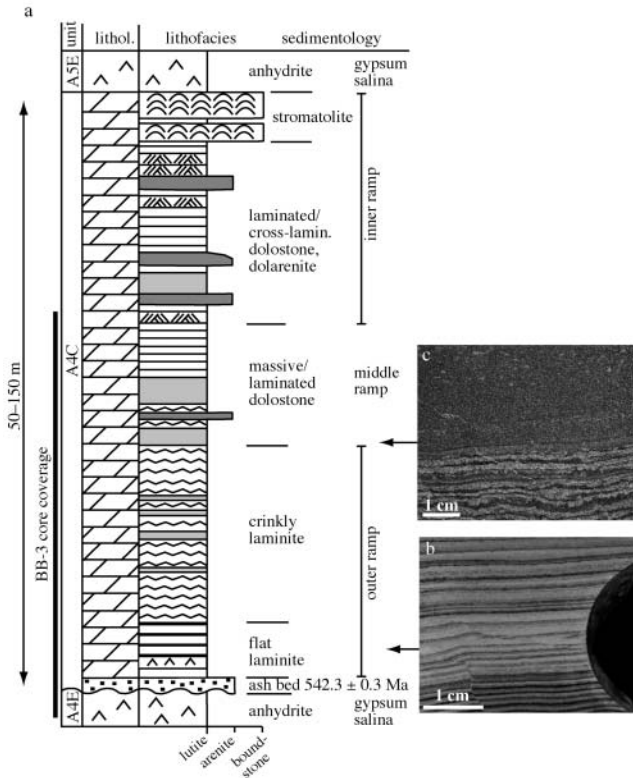 a
unit
lithol.
lithofacies
sedimentology
A5E
anhydrite
gypsum
salina
stromatolite
laminated/
cross-lamin.
dolostone,
dolarenite
inner ramp
50–150 m
BB-3 core coverage
A4C
massive/
laminated
dolostone
middle
ramp
c
1 cm
crinkly
laminite
outer ramp
b
1 cm
flat
laminite
ash bed 542.3 ± 0.3 Ma
A4E
anhydrite
gypsum
salina
lutite
arenite
bound-
stone